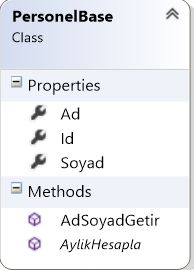 PersonelBase
Class
Properties
Ad
Id
Soyad
Methods
AdSoyadGetir
AylikHesapla